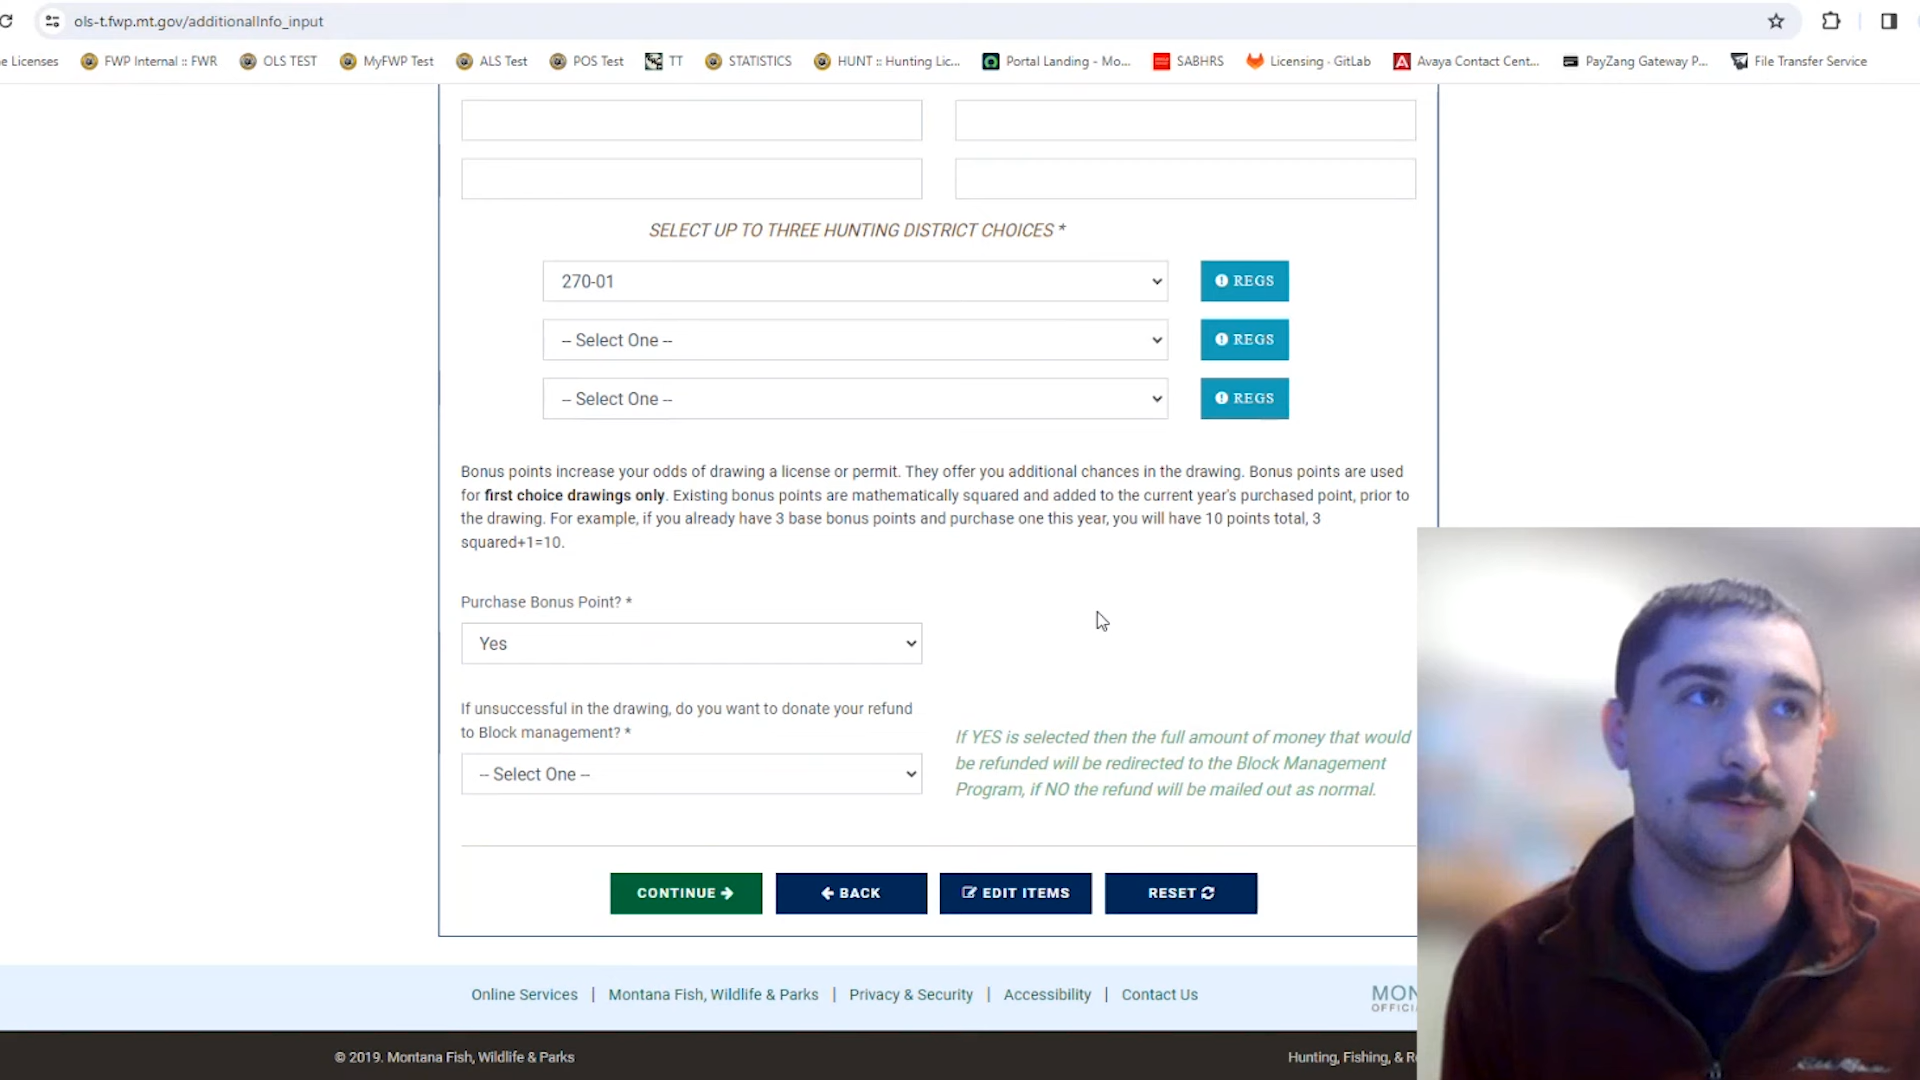 ols-t.fwp.mt.gov/additionalInfo_input
e Licenses FWP Internal :: FWR OLS TEST MyFWP Test ALS Test POS Test TT STATISTICS HUNT :: Hunting Lic... Portal Landing - Mo... SABHRS Licensing · GitLab Avaya Contact Cent... PayZang Gateway P... File Transfer Service
SELECT UP TO THREE HUNTING DISTRICT CHOICES *
270-01 REGS
-- Select One -- REGS
-- Select One -- REGS
Bonus points increase your odds of drawing a license or permit. They offer you additional chances in the drawing. Bonus points are used
for first choice drawings only. Existing bonus points are mathematically squared and added to the current year's purchased point, prior to
the drawing. For example, if you already have 3 base bonus points and purchase one this year, you will have 10 points total, 3
squared+1=10.
Purchase Bonus Point? *
Yes
If unsuccessful in the drawing, do you want to donate your refund
to Block management? *
-- Select One --
If YES is selected then the full amount of money that would
be refunded will be redirected to the Block Management
Program, if NO the refund will be mailed out as normal.
CONTINUE BACK EDIT ITEMS RESET
Online Services | Montana Fish, Wildlife & Parks | Privacy & Security | Accessibility | Contact Us
MON
OFFICI
© 2019. Montana Fish, Wildlife & Parks Hunting, Fishing, & R